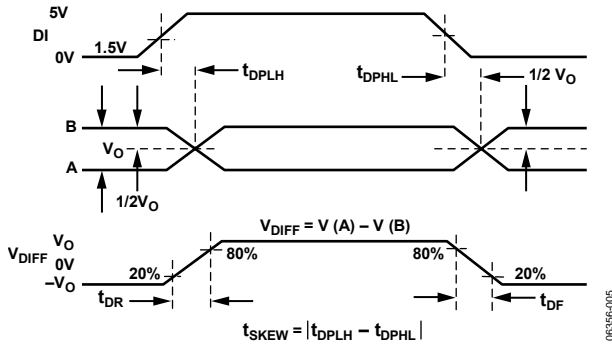 5V
DI
0V
1.5V
tDPLH
tDPHL
1/2 VO
B
VO
A
1/2VO
VDIFF = V (A) – V (B)
VDIFF
VO
0V
–VO
20%
80%
80%
20%
tDR
tDF
tSKEW = |tDPLH – tDPHL|
06356-005